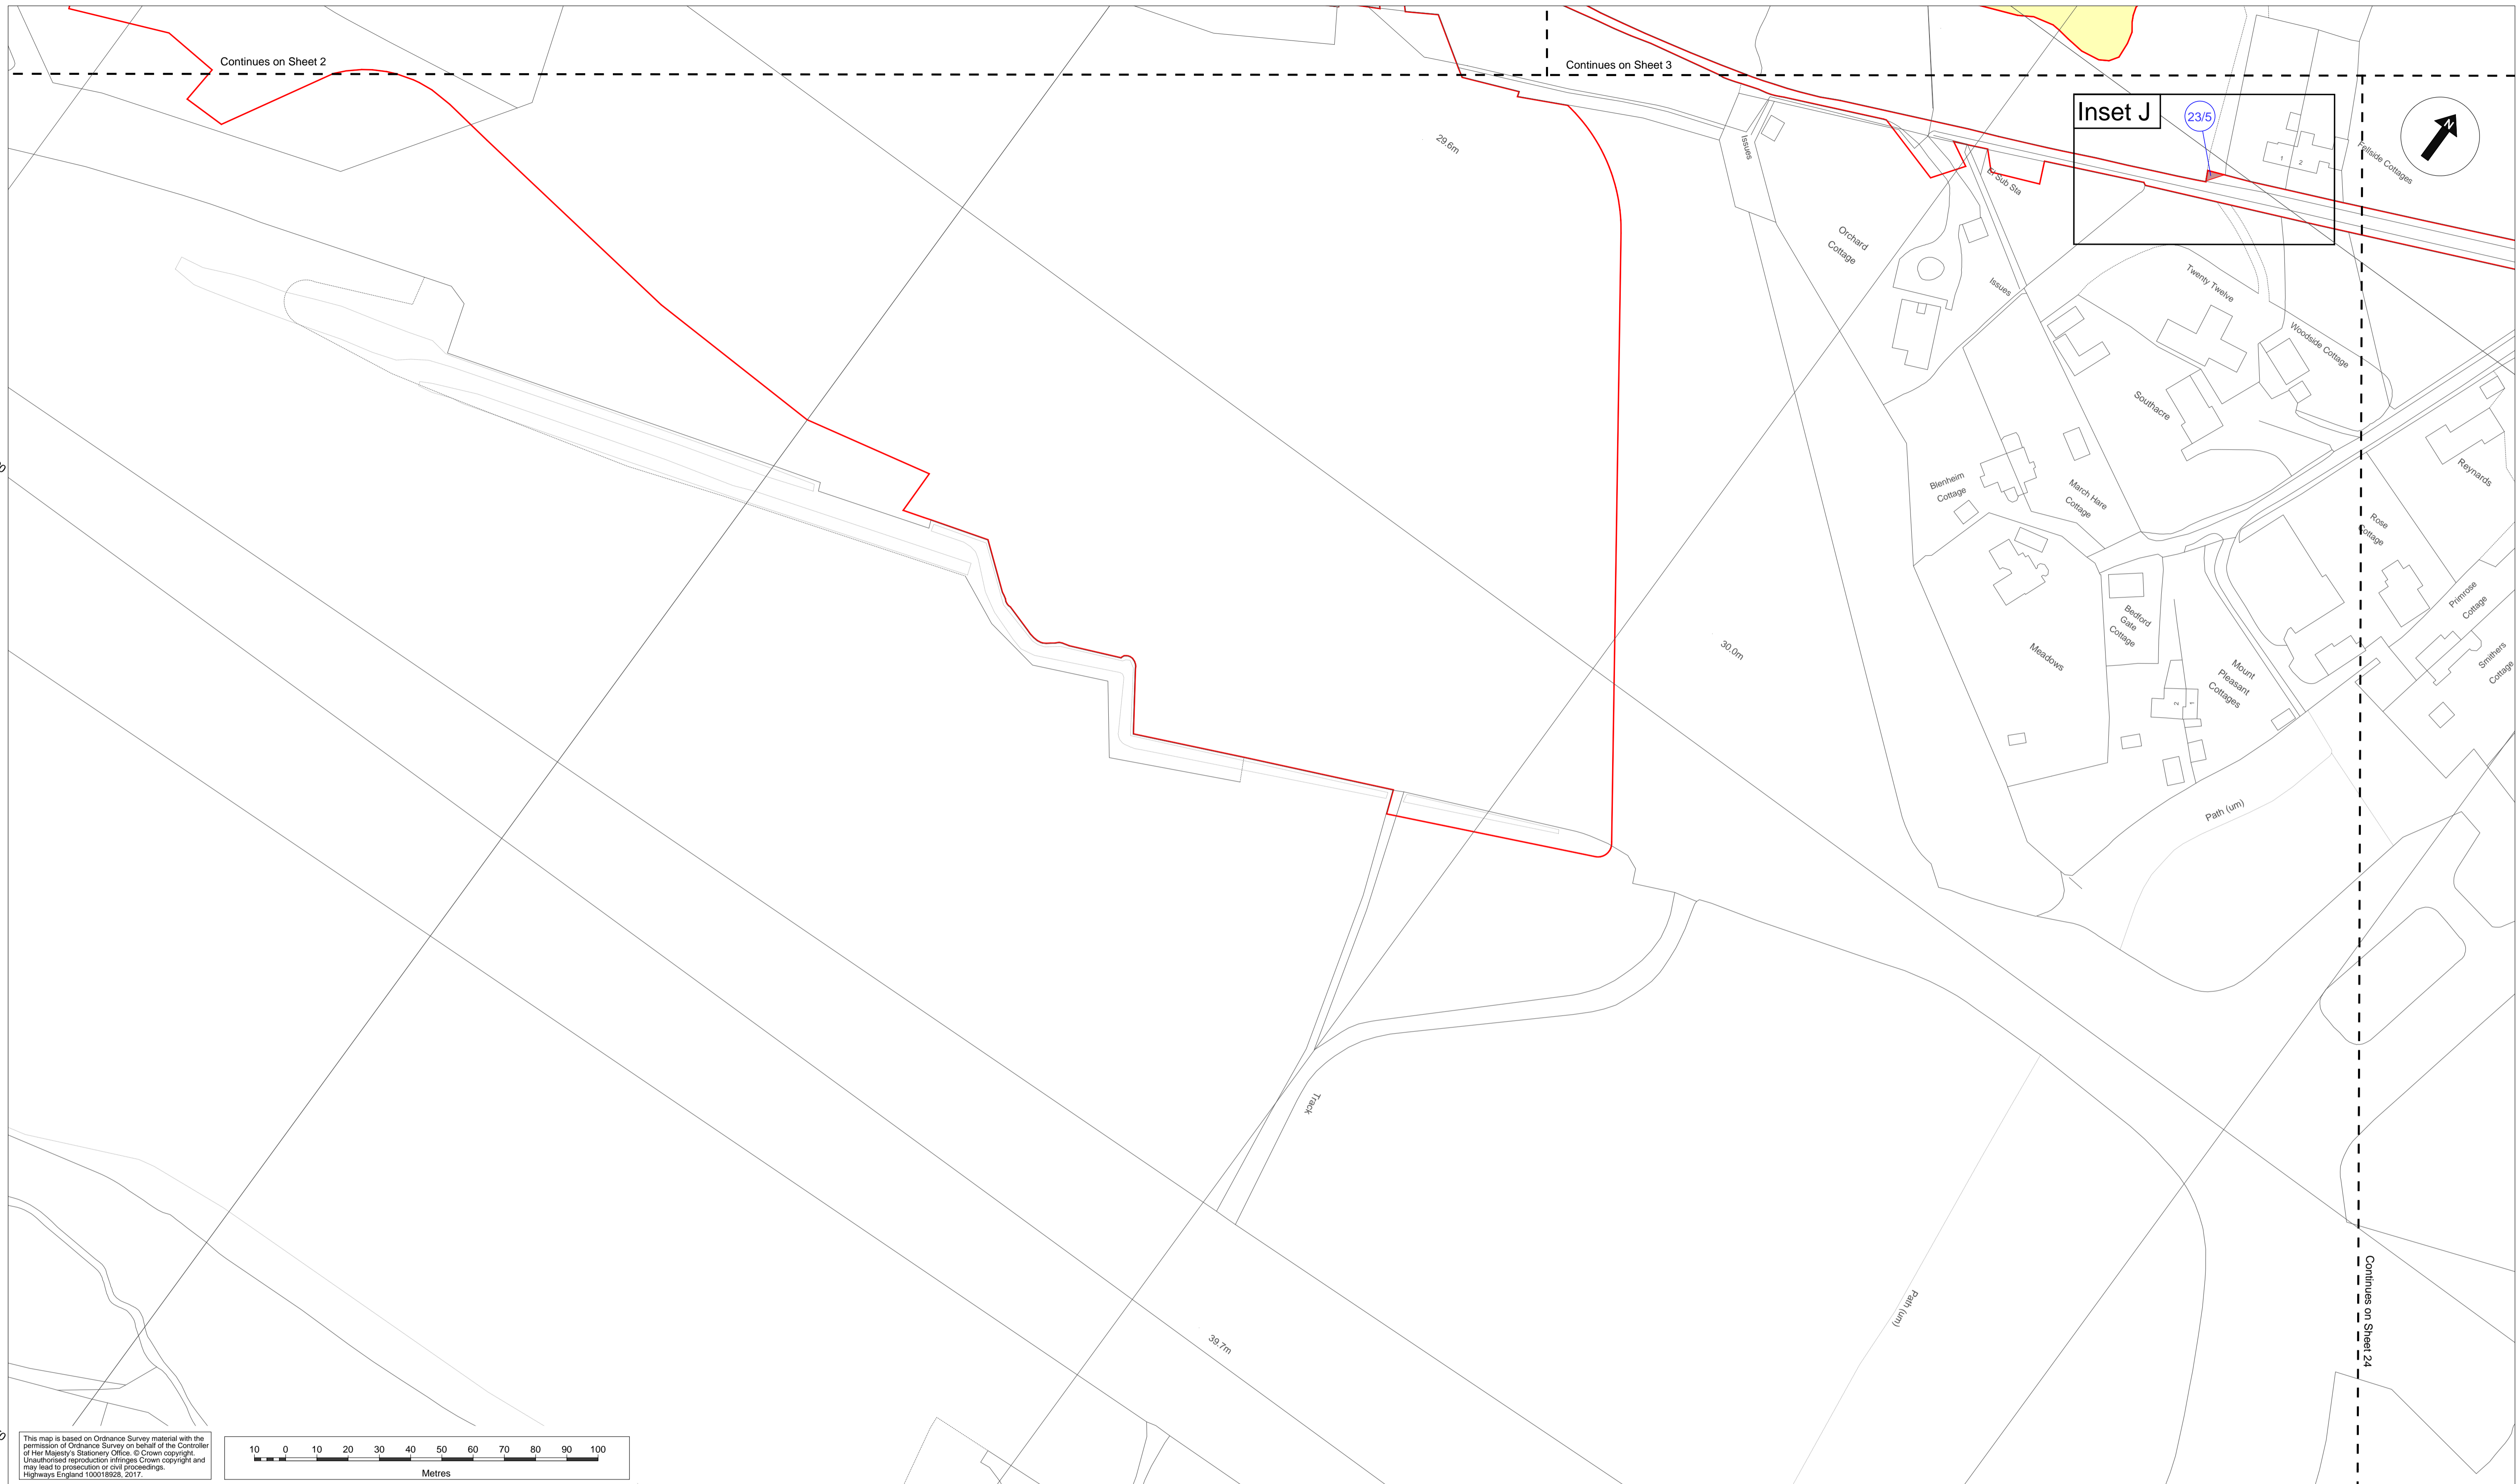 Continues on Sheet 2
Continues on Sheet 3
Inset J
23/5
N
1
2
Fellside Cottages
29.6m
Issues
El Sub Sta
Orchard
Cottage
Issues
Twenty Twelve
Woodside Cottage
Southacre
Reynards
Blenheim
Cottage
March Hare
Cottage
Rose
Cottage
Primrose
Cottage
Smithers
Cottage
Bedford
Gate
Cottage
30.0m
Meadows
Mount
Pleasant
Cottages
2
1
Path (um)
Track
Path (um)
Continues on Sheet 24
39.7m
This map is based on Ordnance Survey material with the
permission of Ordnance Survey on behalf of the Controller
of Her Majesty's Stationery Office. © Crown copyright.
Unauthorised reproduction infringes Crown copyright and
may lead to prosecution or civil proceedings.
Highways England 100018928, 2017.
10 0 10 20 30 40 50 60 70 80 90 100
Metres